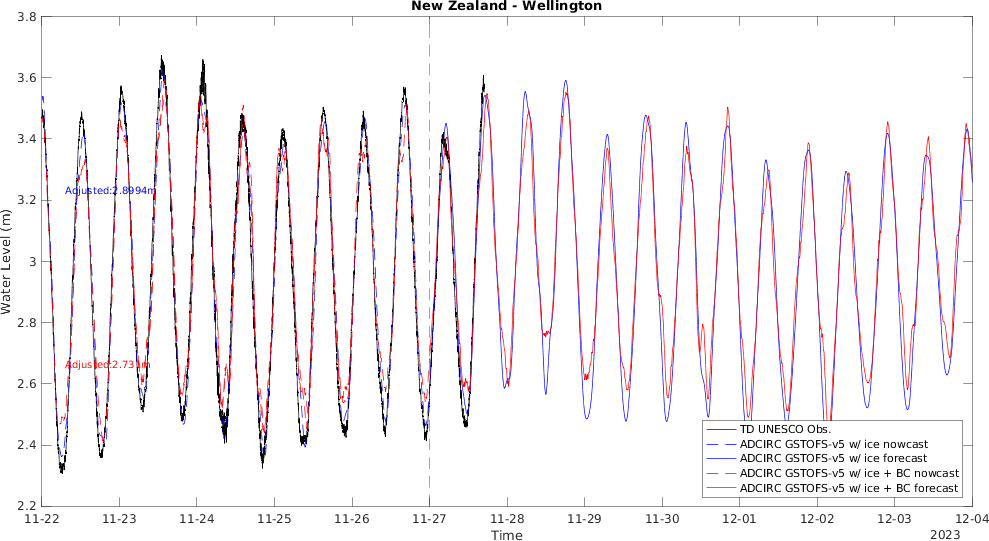 New Zealand - Wellington
3.8
3.6
3.4
3.2
3
2.8
2.6
2.4
2.2
Water Level (m)
Adjusted:2.8994m
Adjusted:2.731m
TD UNESCO Obs.
ADCIRC GSTOFS-v5 w/ ice nowcast
ADCIRC GSTOFS-v5 w/ ice forecast
ADCIRC GSTOFS-v5 w/ ice + BC nowcast
ADCIRC GSTOFS-v5 w/ ice + BC forecast
11-22 11-23 11-24 11-25 11-26 11-27 11-28 11-29 11-30 12-01 12-02 12-03 12-04
Time
2023